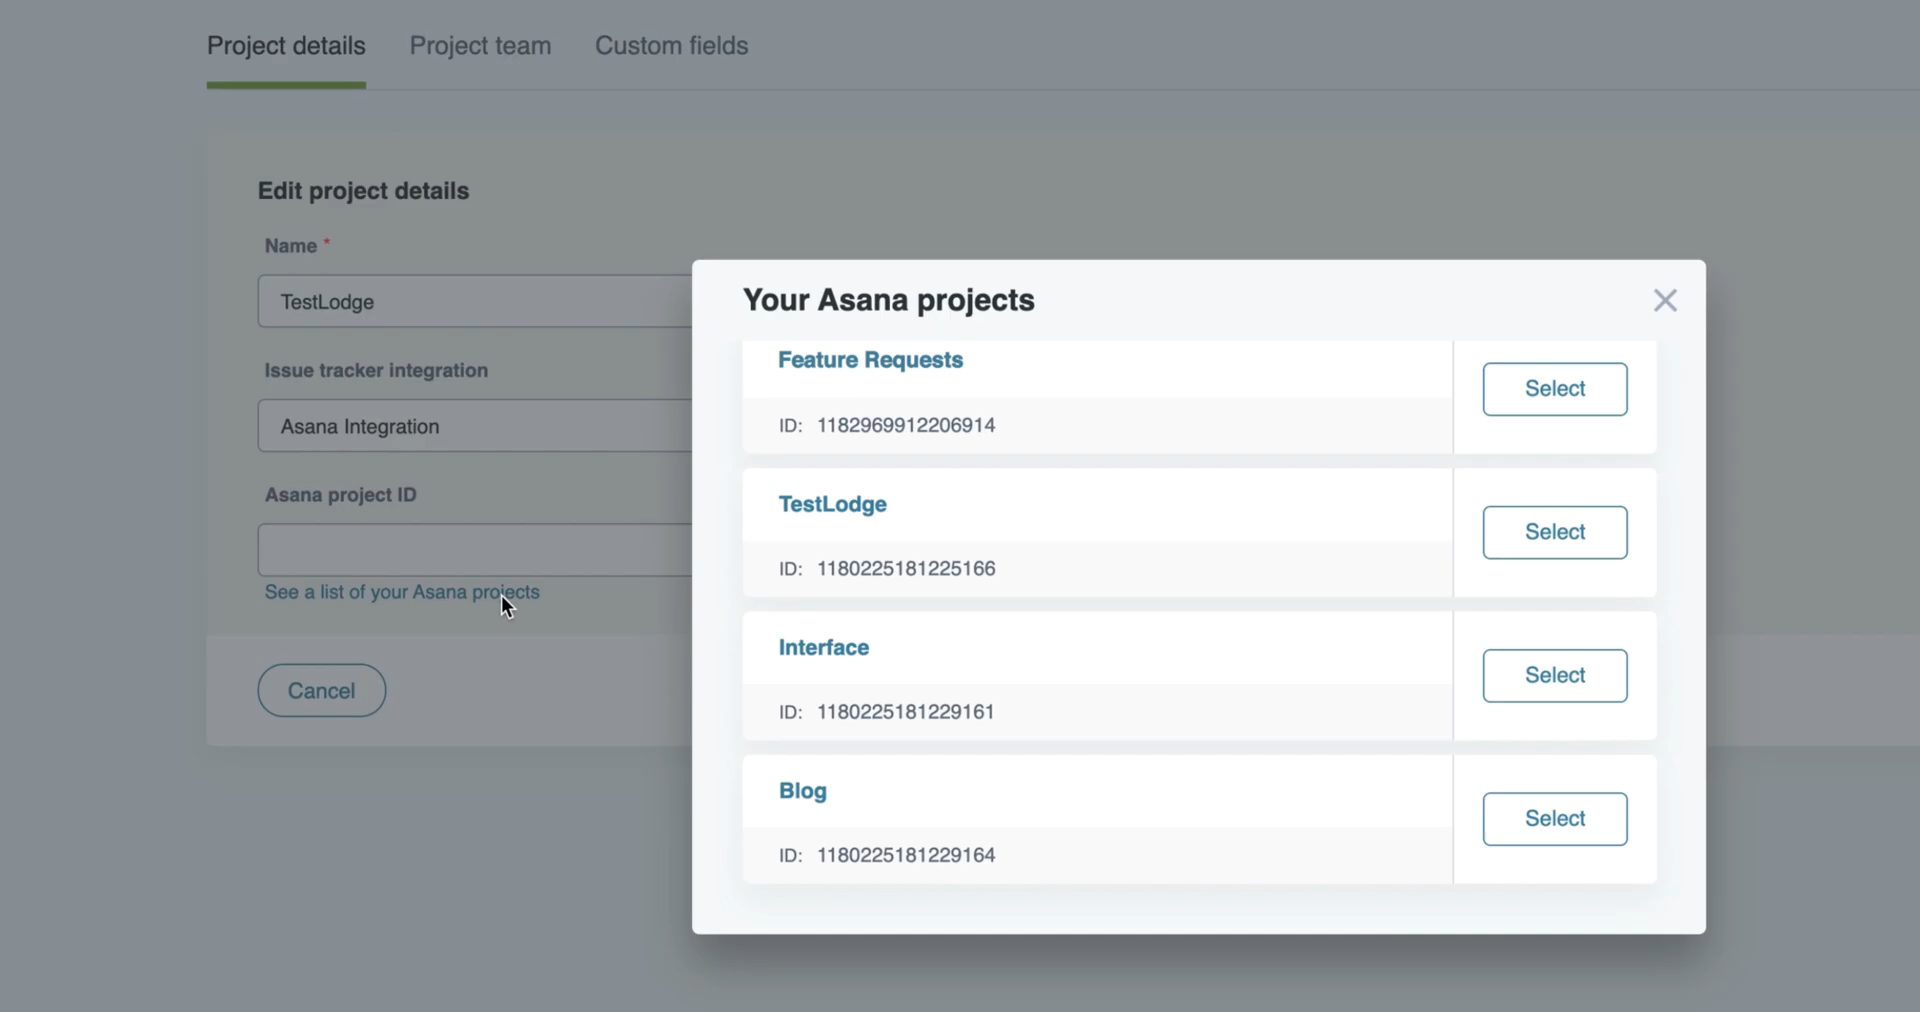 Project details
Project team
Custom fields
Edit project details
Name *
TestLodge
Issue tracker integration
Asana Integration
Asana project ID
See a list of your Asana projects
Cancel
Your Asana projects
Feature Requests
ID: 1182969912206914
Select
TestLodge
ID: 1180225181225166
Select
Interface
ID: 1180225181229161
Select
Blog
ID: 1180225181229164
Select